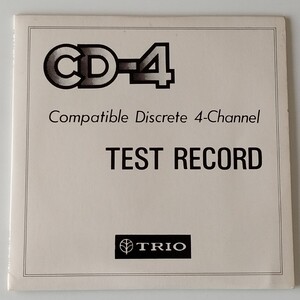 CD-4
Compatible Discrete 4-Channel
TEST RECORD
TRIO